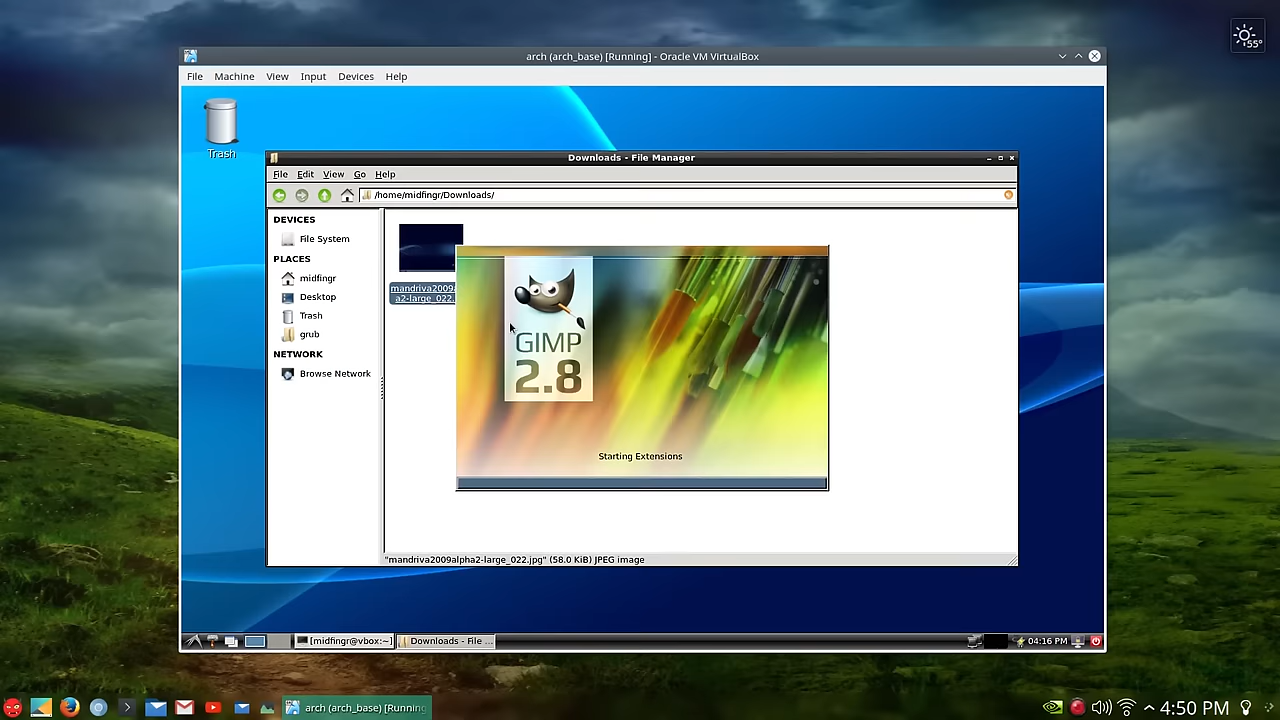 55°
arch (arch_base) [Running] - Oracle VM VirtualBox
File Machine View Input Devices Help
Trash
Downloads - File Manager
File Edit View Go Help
/home/midfingr/Downloads/
DEVICES
File System
PLACES
midfingr
Desktop
Trash
grub
NETWORK
Browse Network
mandriva2009a
a2-large_022.
GIMP
2.8
Starting Extensions
"mandriva2009alpha2-large_022.jpg" (58.0 KiB) JPEG image
[midfingr@vbox:~]
Downloads - File ...
04:16 PM
arch (arch_base) [Running
4:50 PM